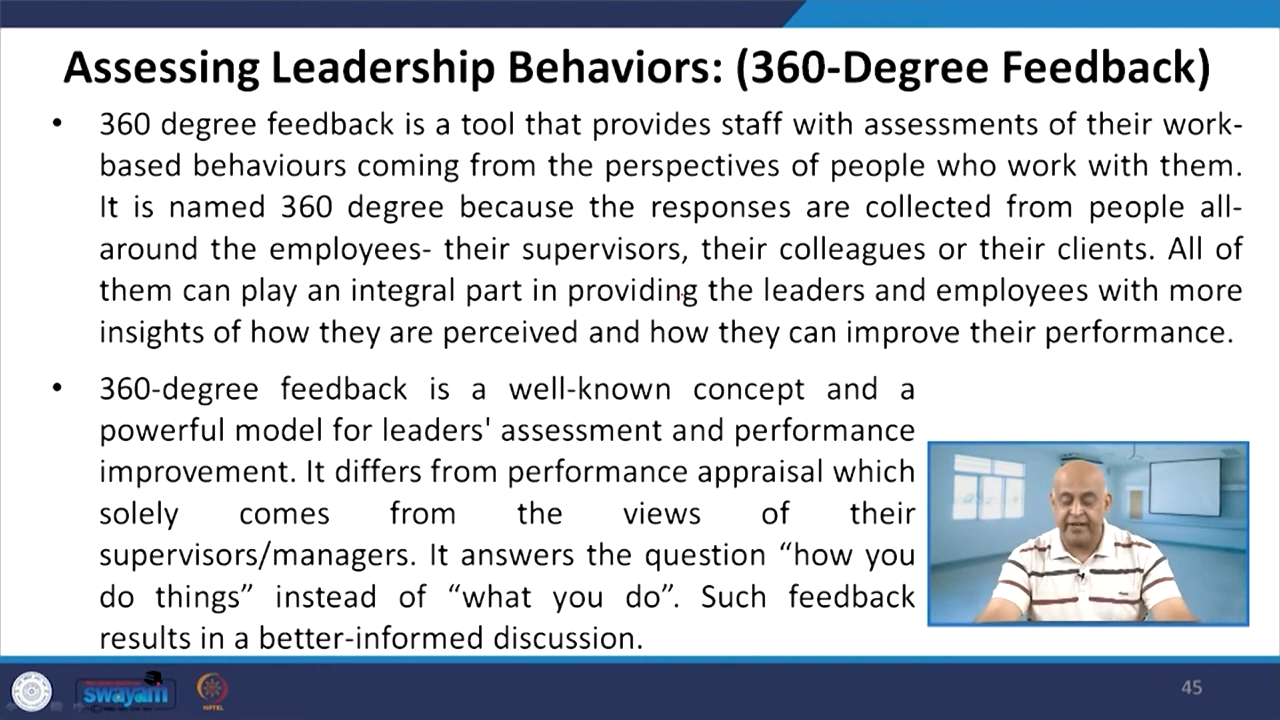 Assessing Leadership Behaviors: (360-Degree Feedback)
• 360 degree feedback is a tool that provides staff with assessments of their work-
based behaviours coming from the perspectives of people who work with them.
It is named 360 degree because the responses are collected from people all-
around the employees- their supervisors, their colleagues or their clients. All of
them can play an integral part in providing the leaders and employees with more
insights of how they are perceived and how they can improve their performance.
• 360-degree feedback is a well-known concept and a
powerful model for leaders' assessment and performance
improvement. It differs from performance appraisal which
solely comes from the views of their
supervisors/managers. It answers the question “how you
do things” instead of “what you do”. Such feedback
results in a better-informed discussion.
swayam
NPTEL
45